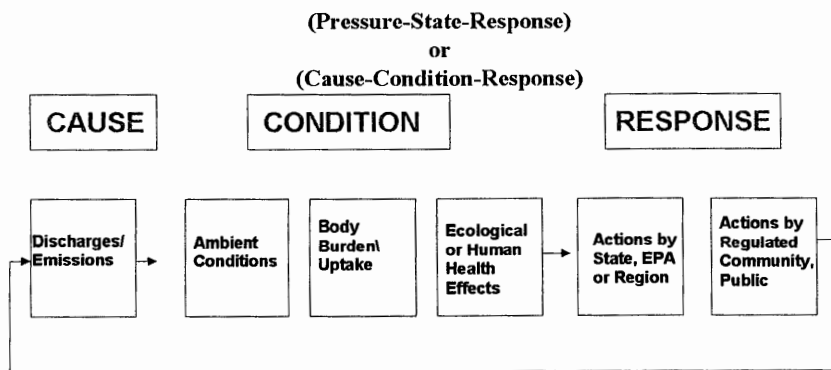 (Pressure-State-Response)
or
(Cause-Condition-Response)
CAUSE
CONDITION
RESPONSE
Discharges/
Emissions
Ambient
Conditions
Body
Burden\
Uptake
Ecological
or Human
Health
Effects
Actions by
State, EPA
or Region
Actions by
Regulated
Community,
Public